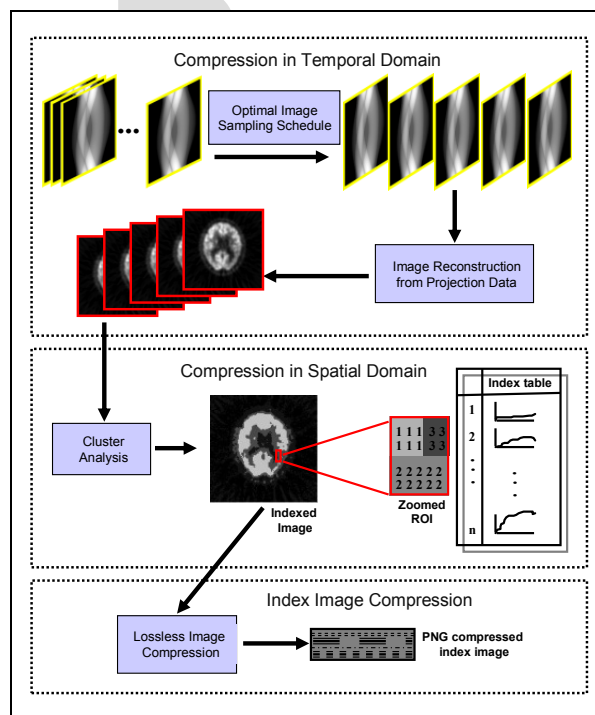 Compression in Temporal Domain
Optimal Image
Sampling Schedule
...
Image Reconstruction
from Projection Data
Compression in Spatial Domain
Cluster
Analysis
Indexed
Image
1 1 1 3 3
1 1 1 3 3
2 2 2 2 2
2 2 2 2 2
Zoomed
ROI
Index table
1
2
n
Index Image Compression
Lossless Image
Compression
PNG compressed
index image